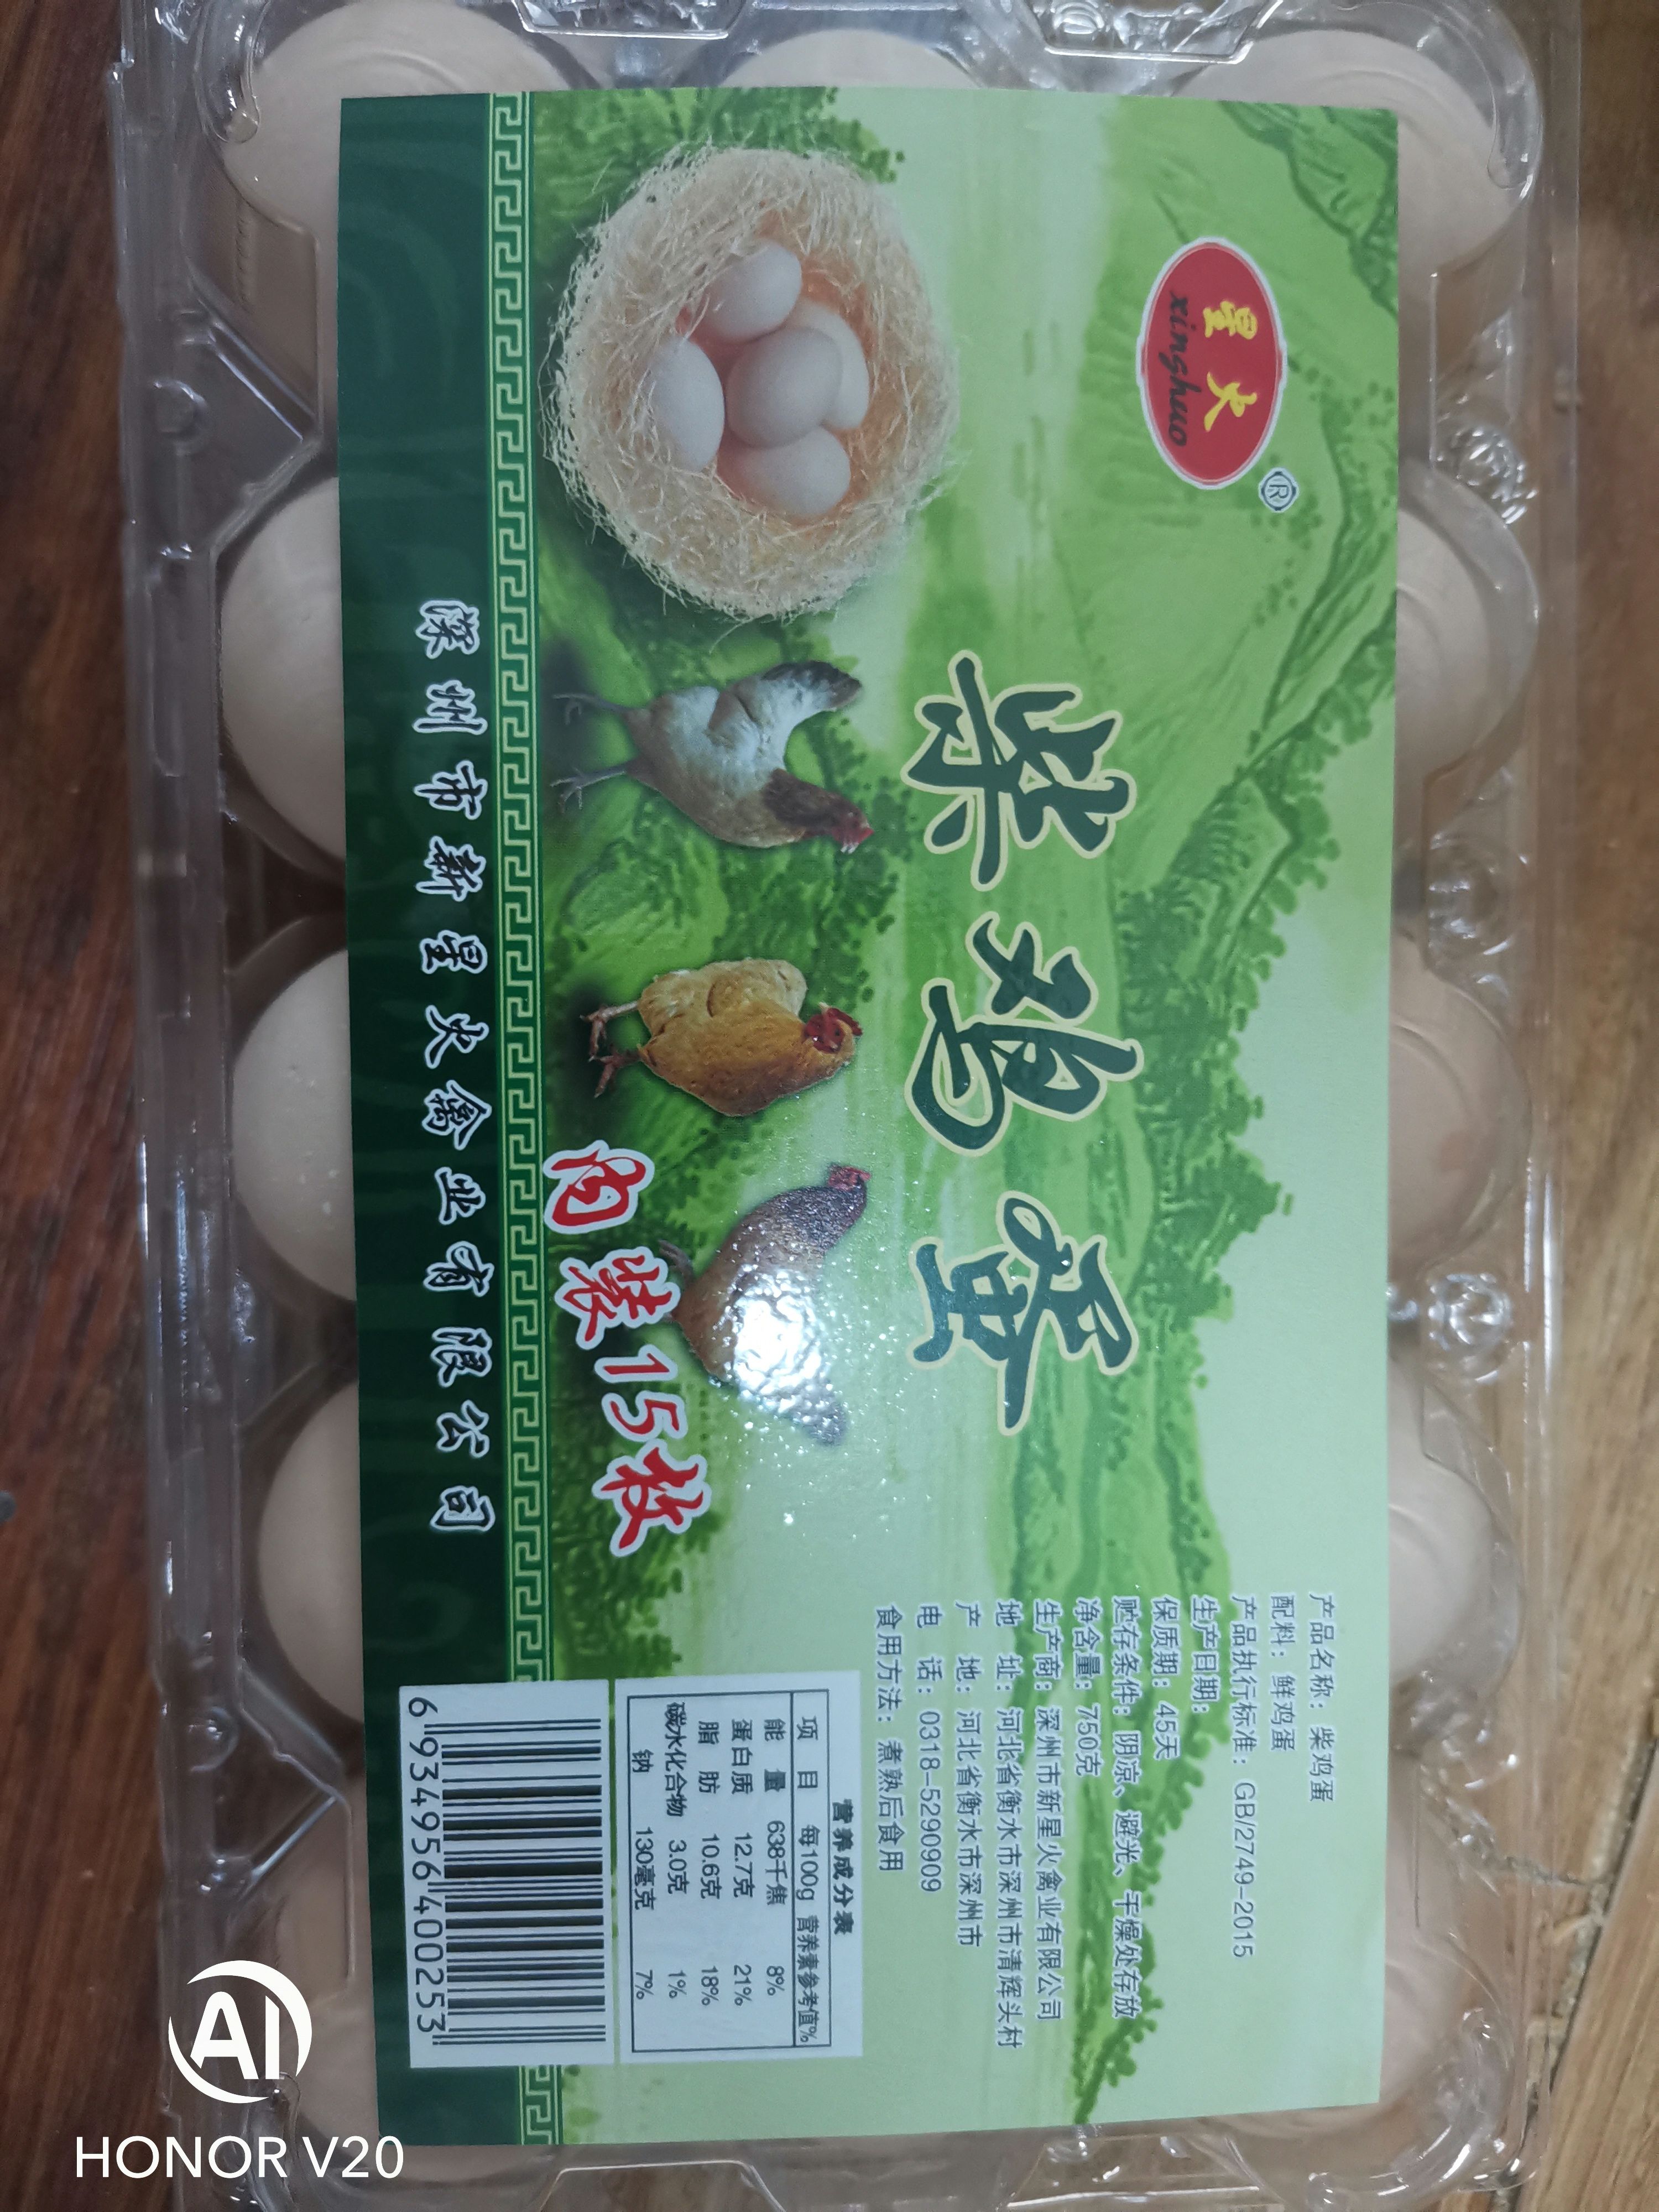 星火
xinghuo
®
柴鸡蛋
内装15枚
深州市新星火禽业有限公司
产品名称：柴鸡蛋
配料：鲜鸡蛋
产品执行标准：GB/2749-2015
生产日期：
保质期：45天
贮存条件：阴凉、避光、干燥处存放
净含量：750克
生产商：深州市新星火禽业有限公司
地 址：河北省衡水市深州市清辉头村
产 地：河北省衡水市深州市
电 话：0318-5290909
食用方法：煮熟后食用
营养成分表
项 目 每100g 营养素参考值%
能 量 638千焦 8%
蛋白质 12.7克 21%
脂 肪 10.6克 18%
碳水化合物 3.0克 1%
钠 130毫克 7%
6 934956 400253
AI
HONOR V20